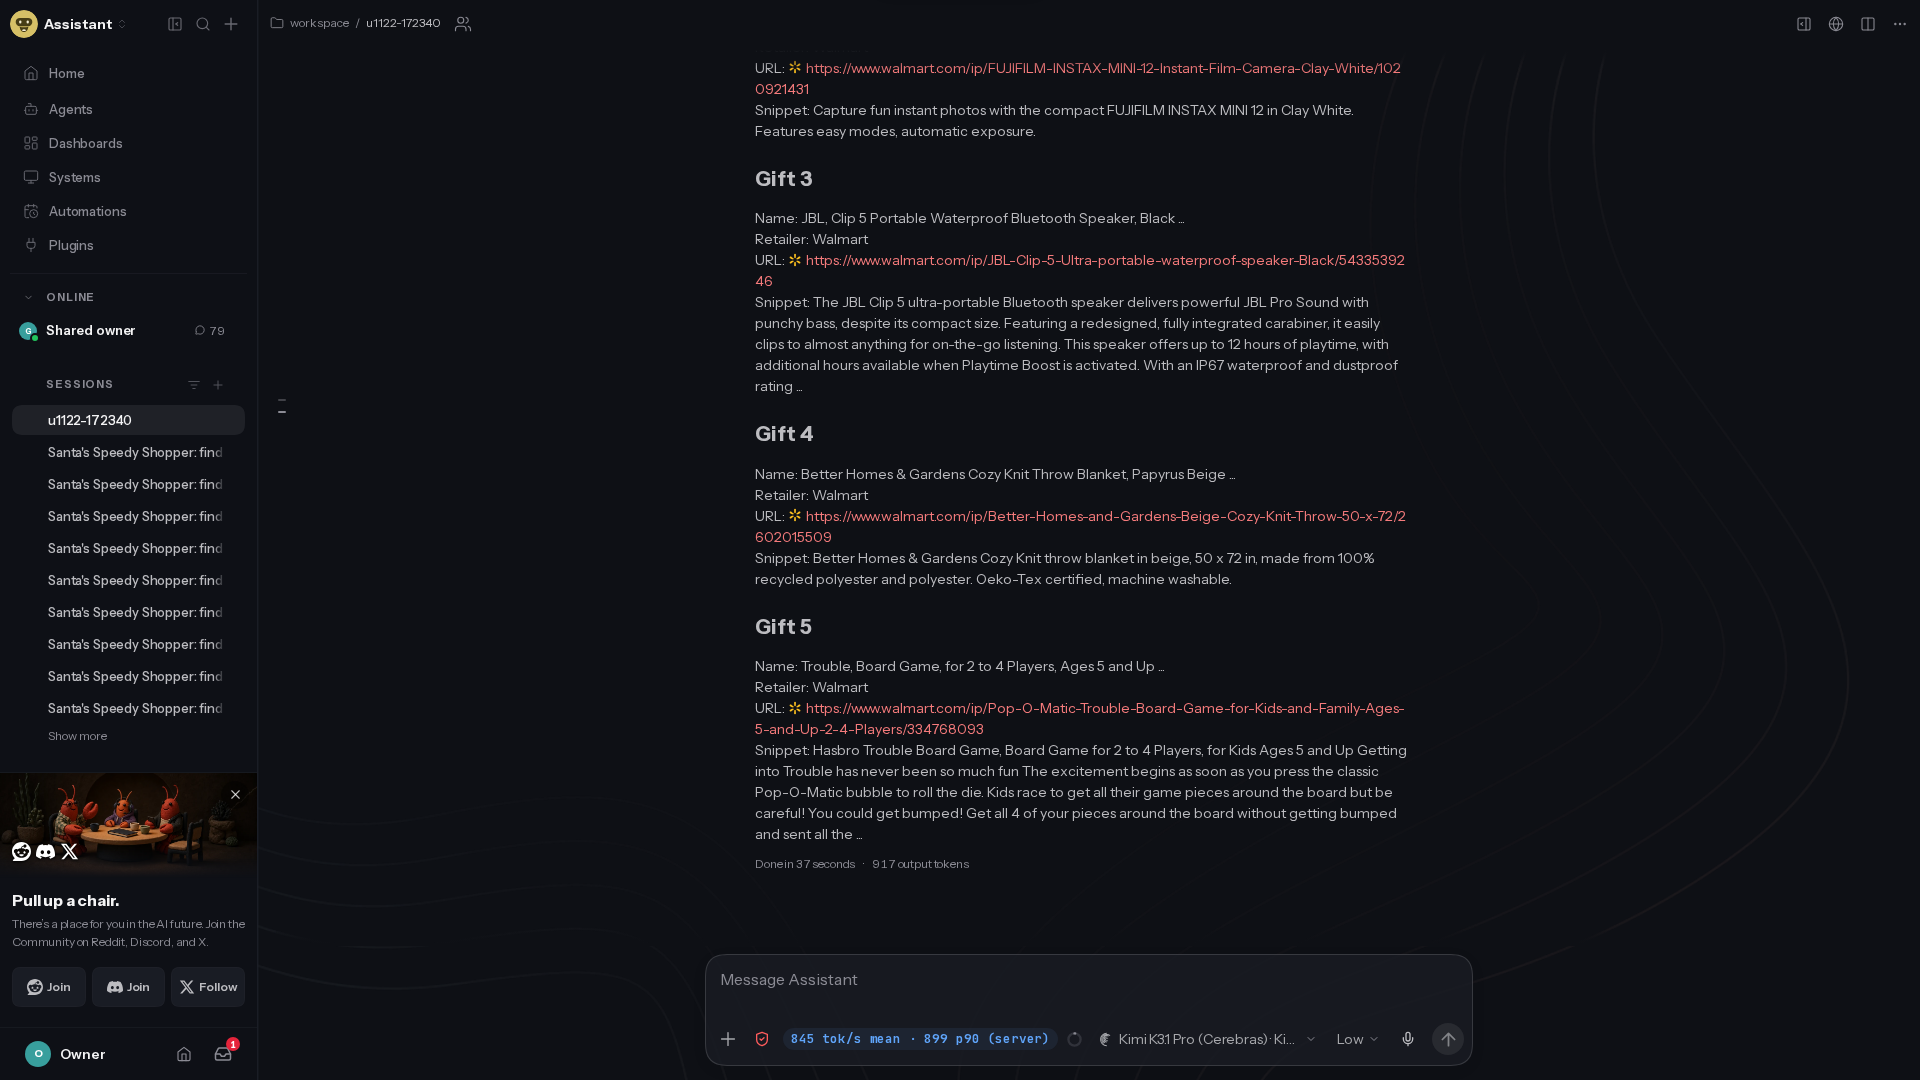 Assistant
Home
Agents
Dashboards
Systems
Automations
Plugins
ONLINE
G
Shared owner
79
SESSIONS
u1122-172340
Santa's Speedy Shopper: find
Santa's Speedy Shopper: find
Santa's Speedy Shopper: find
Santa's Speedy Shopper: find
Santa's Speedy Shopper: find
Santa's Speedy Shopper: find
Santa's Speedy Shopper: find
Santa's Speedy Shopper: find
Santa's Speedy Shopper: find
Show more
Pull up a chair.
There's a place for you in the AI future. Join the
Community on Reddit, Discord, and X.
Join
Join
Follow
O
Owner
1
workspace / u1122-172340
URL: https://www.walmart.com/ip/FUJIFILM-INSTAX-MINI-12-Instant-Film-Camera-Clay-White/102
0921431
Snippet: Capture fun instant photos with the compact FUJIFILM INSTAX MINI 12 in Clay White.
Features easy modes, automatic exposure.
Gift 3
Name: JBL, Clip 5 Portable Waterproof Bluetooth Speaker, Black ...
Retailer: Walmart
URL: https://www.walmart.com/ip/JBL-Clip-5-Ultra-portable-waterproof-speaker-Black/54335392
46
Snippet: The JBL Clip 5 ultra-portable Bluetooth speaker delivers powerful JBL Pro Sound with
punchy bass, despite its compact size. Featuring a redesigned, fully integrated carabiner, it easily
clips to almost anything for on-the-go listening. This speaker offers up to 12 hours of playtime, with
additional hours available when Playtime Boost is activated. With an IP67 waterproof and dustproof
rating ...
Gift 4
Name: Better Homes & Gardens Cozy Knit Throw Blanket, Papyrus Beige ...
Retailer: Walmart
URL: https://www.walmart.com/ip/Better-Homes-and-Gardens-Beige-Cozy-Knit-Throw-50-x-72/2
602015509
Snippet: Better Homes & Gardens Cozy Knit throw blanket in beige, 50 x 72 in, made from 100%
recycled polyester and polyester. Oeko-Tex certified, machine washable.
Gift 5
Name: Trouble, Board Game, for 2 to 4 Players, Ages 5 and Up ...
Retailer: Walmart
URL: https://www.walmart.com/ip/Pop-O-Matic-Trouble-Board-Game-for-Kids-and-Family-Ages-
5-and-Up-2-4-Players/334768093
Snippet: Hasbro Trouble Board Game, Board Game for 2 to 4 Players, for Kids Ages 5 and Up Getting
into Trouble has never been so much fun The excitement begins as soon as you press the classic
Pop-O-Matic bubble to roll the die. Kids race to get all their game pieces around the board but be
careful! You could get bumped! Get all 4 of your pieces around the board without getting bumped
and sent all the ...
Done in 37 seconds · 917 output tokens
Message Assistant
845 tok/s mean · 899 p90 (server)
Kimi K3.1 Pro (Cerebras) · Ki...
Low